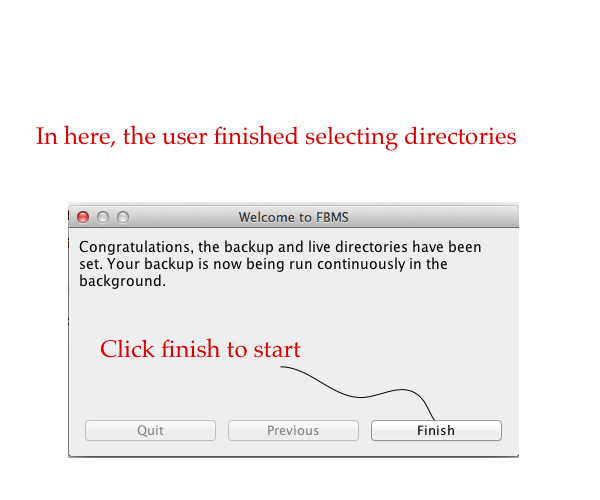 In here, the user finished selecting directories
Welcome to FBMS
Congratulations, the backup and live directories have been
set. Your backup is now being run continuously in the
background.
Click finish to start
Quit
Previous
Finish